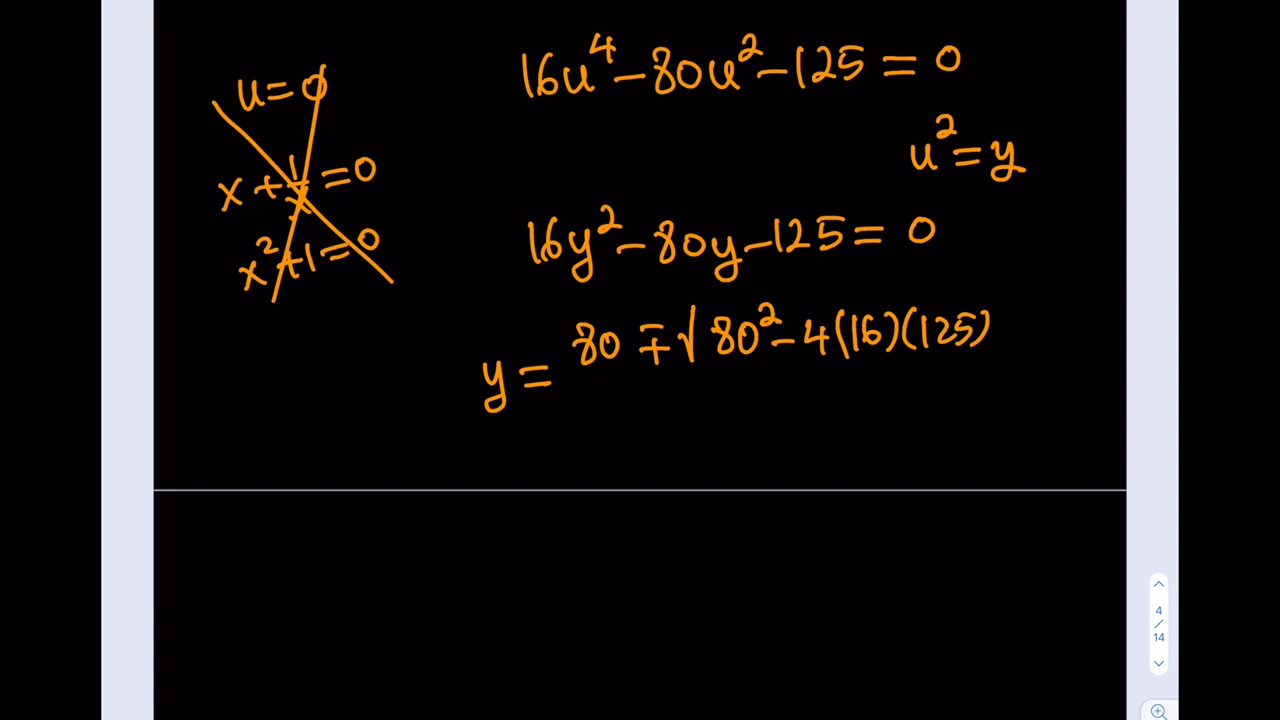 u=0
x+1/x=0
x²+1=0
16u⁴−80u²−125=0
u²=y
16y²−80y−125=0
y=80∓√80²−4(16)(125)
4
/
14